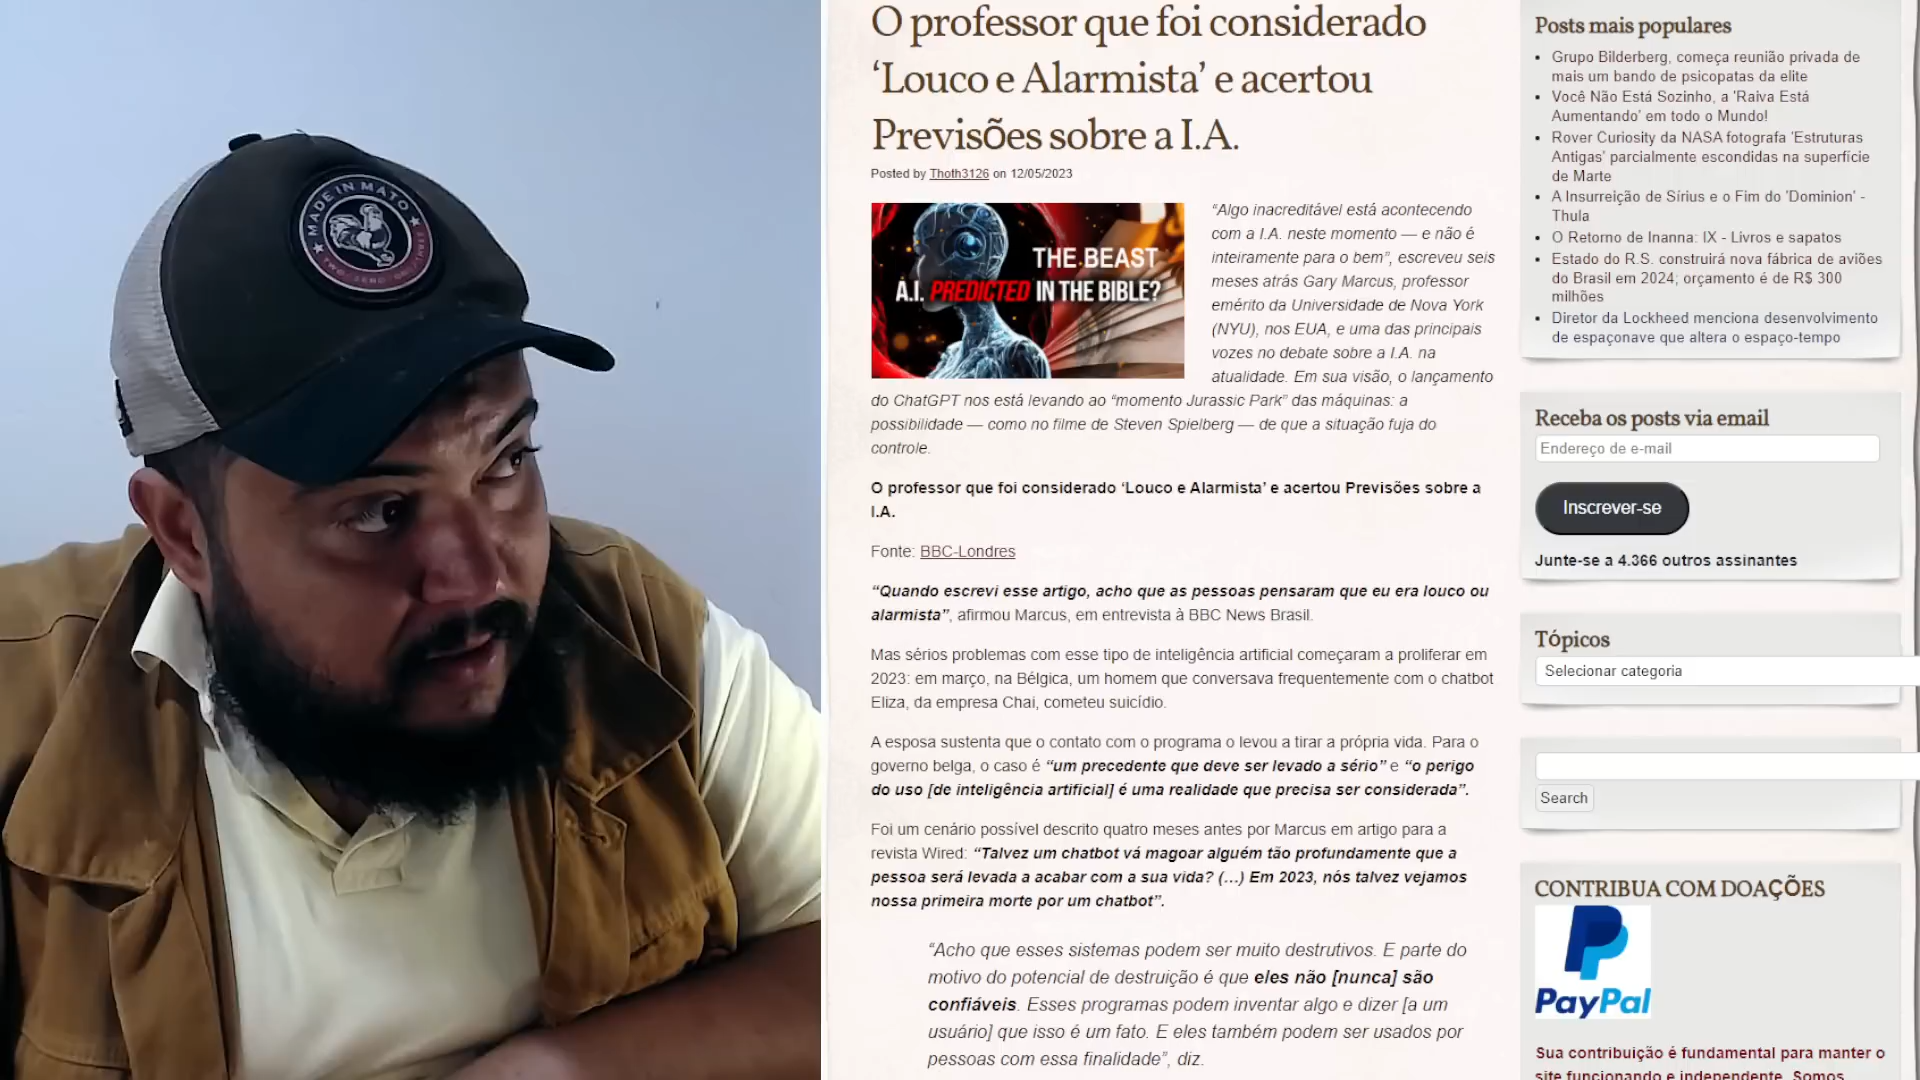 MADE IN MATO
O professor que foi considerado
‘Louco e Alarmista’ e acertou
Previsões sobre a I.A.
Posted by Thoth3126 on 12/05/2023
THE BEAST
A.I. PREDICTED IN THE BIBLE?
“Algo inacreditável está acontecendo
com a I.A. neste momento — e não é
inteiramente para o bem”, escreveu seis
meses atrás Gary Marcus, professor
emérito da Universidade de Nova York
(NYU), nos EUA, e uma das principais
vozes no debate sobre a I.A. na
atualidade. Em sua visão, o lançamento
do ChatGPT nos está levando ao “momento Jurassic Park” das máquinas: a
possibilidade — como no filme de Steven Spielberg — de que a situação fuja do
controle.
O professor que foi considerado ‘Louco e Alarmista’ e acertou Previsões sobre a
I.A.
Fonte: BBC-Londres
“Quando escrevi esse artigo, acho que as pessoas pensaram que eu era louco ou
alarmista”, afirmou Marcus, em entrevista à BBC News Brasil.
Mas sérios problemas com esse tipo de inteligência artificial começaram a proliferar em
2023: em março, na Bélgica, um homem que conversava frequentemente com o chatbot
Eliza, da empresa Chai, cometeu suicídio.
A esposa sustenta que o contato com o programa o levou a tirar a própria vida. Para o
governo belga, o caso é “um precedente que deve ser levado a sério” e “o perigo
do uso [de inteligência artificial] é uma realidade que precisa ser considerada”.
Foi um cenário possível descrito quatro meses antes por Marcus em artigo para a
revista Wired: “Talvez um chatbot vá magoar alguém tão profundamente que a
pessoa será levada a acabar com a sua vida? (…) Em 2023, nós talvez vejamos
nossa primeira morte por um chatbot”.
“Acho que esses sistemas podem ser muito destrutivos. E parte do
motivo do potencial de destruição é que eles não [nunca] são
confiáveis. Esses programas podem inventar algo e dizer [a um
usuário] que isso é um fato. E eles também podem ser usados por
pessoas com essa finalidade”, diz.
Posts mais populares
Grupo Bilderberg, começa reunião privada de
mais um bando de psicopatas da elite
Você Não Está Sozinho, a 'Raiva Está
Aumentando' em todo o Mundo!
Rover Curiosity da NASA fotografa 'Estruturas
Antigas' parcialmente escondidas na superfície
de Marte
A Insurreição de Sírius e o Fim do 'Dominion' -
Thula
O Retorno de Inanna: IX - Livros e sapatos
Estado do R.S. construirá nova fábrica de aviões
do Brasil em 2024; orçamento é de R$ 300
milhões
Diretor da Lockheed menciona desenvolvimento
de espaçonave que altera o espaço-tempo
Receba os posts via email
Endereço de e-mail
Inscrever-se
Junte-se a 4.366 outros assinantes
Tópicos
Selecionar categoria
Search
CONTRIBUA COM DOAÇÕES
PayPal
Sua contribuição é fundamental para manter o
site funcionando e independente. Somos